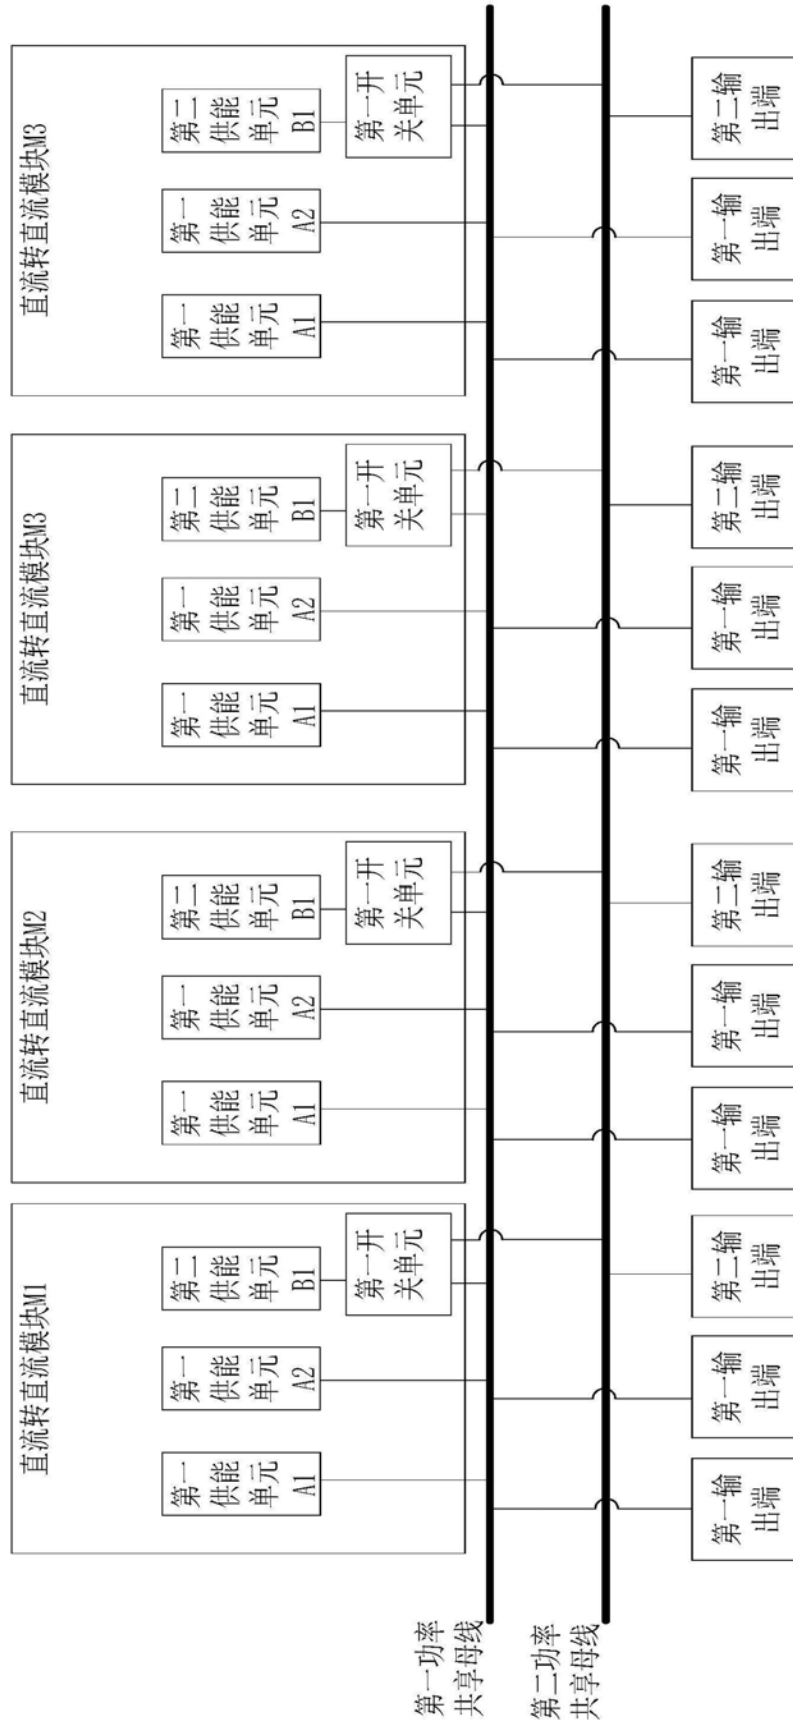 直流转直流模块M1
第一
供能
单元
A1
第一
供能
单元
A2
第二
供能
单元
B1
第一开
关单元
直流转直流模块M2
第一
供能
单元
A1
第一
供能
单元
A2
第二
供能
单元
B1
第一开
关单元
直流转直流模块M3
第一
供能
单元
A1
第一
供能
单元
A2
第二
供能
单元
B1
第一开
关单元
直流转直流模块M3
第一
供能
单元
A1
第一
供能
单元
A2
第二
供能
单元
B1
第一开
关单元
第一功率
共享母线
第二功率
共享母线
第一输
出端
第一输
出端
第二输
出端
第一输
出端
第一输
出端
第二输
出端
第一输
出端
第一输
出端
第二输
出端
第一输
出端
第一输
出端
第二输
出端